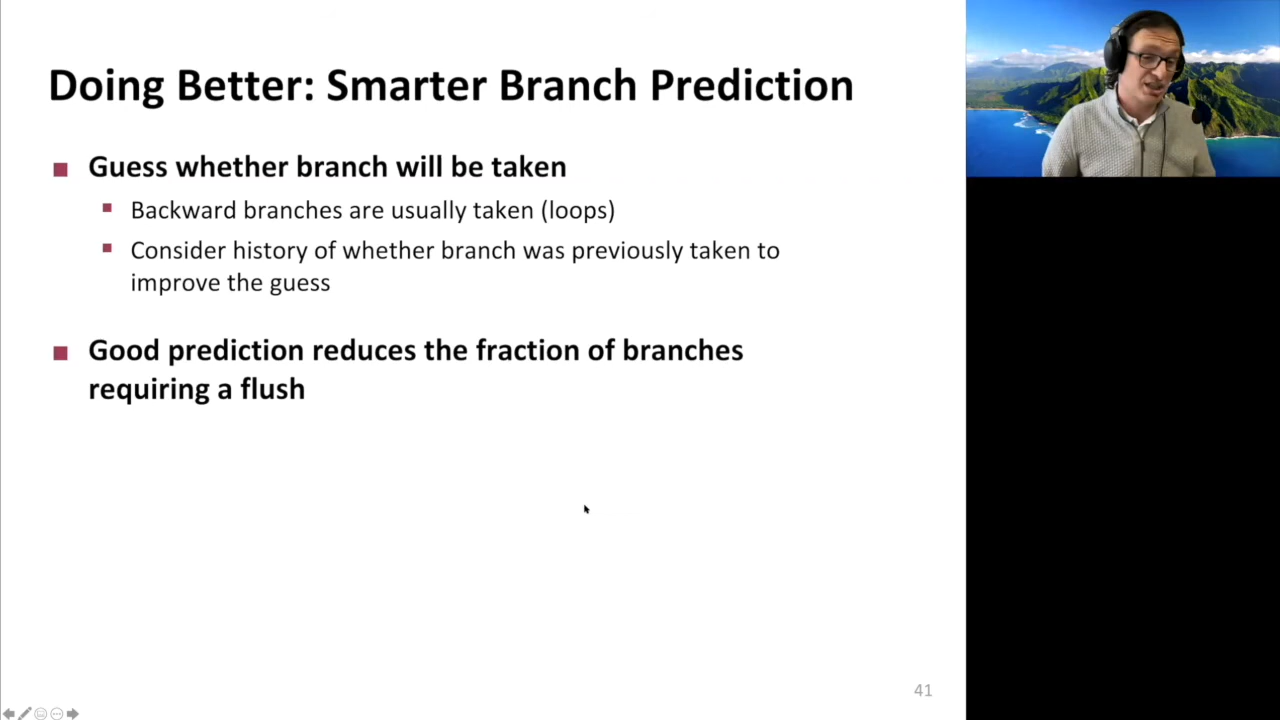 Doing Better: Smarter Branch Prediction
Guess whether branch will be taken
Backward branches are usually taken (loops)
Consider history of whether branch was previously taken to
improve the guess
Good prediction reduces the fraction of branches
requiring a flush
41